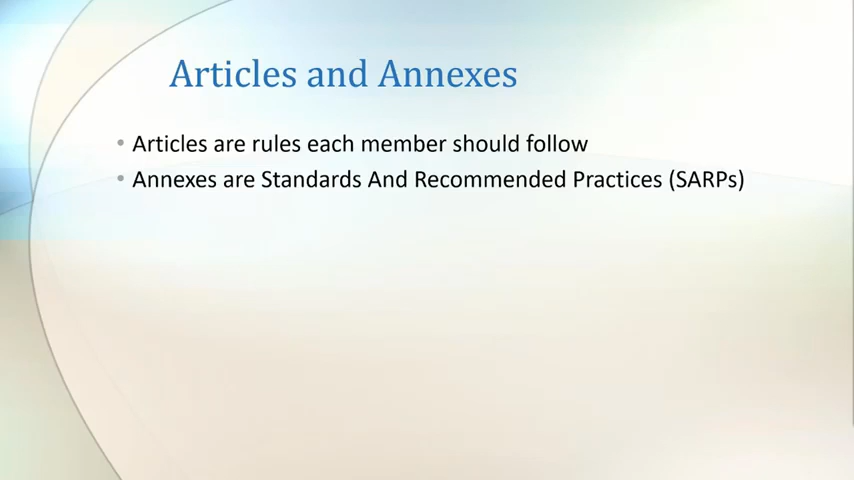 Articles and Annexes
• Articles are rules each member should follow
• Annexes are Standards And Recommended Practices (SARPs)